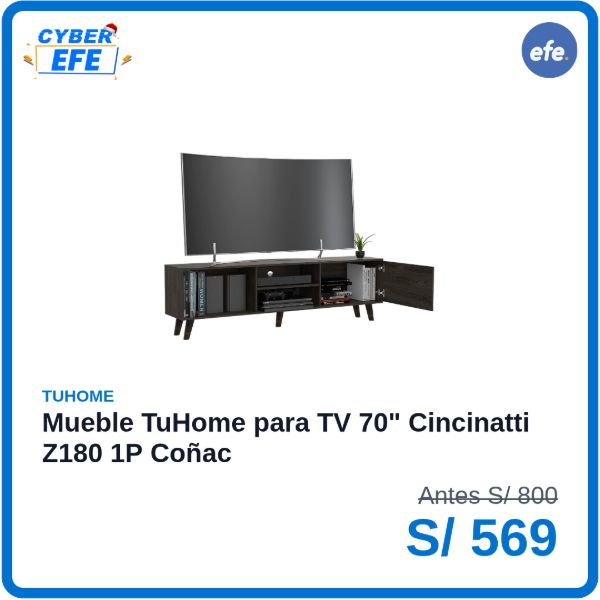 CYBER
EFE
efe.
TUHOME
Mueble TuHome para TV 70" Cincinatti
Z180 1P Coñac
Antes S/ 800
S/ 569